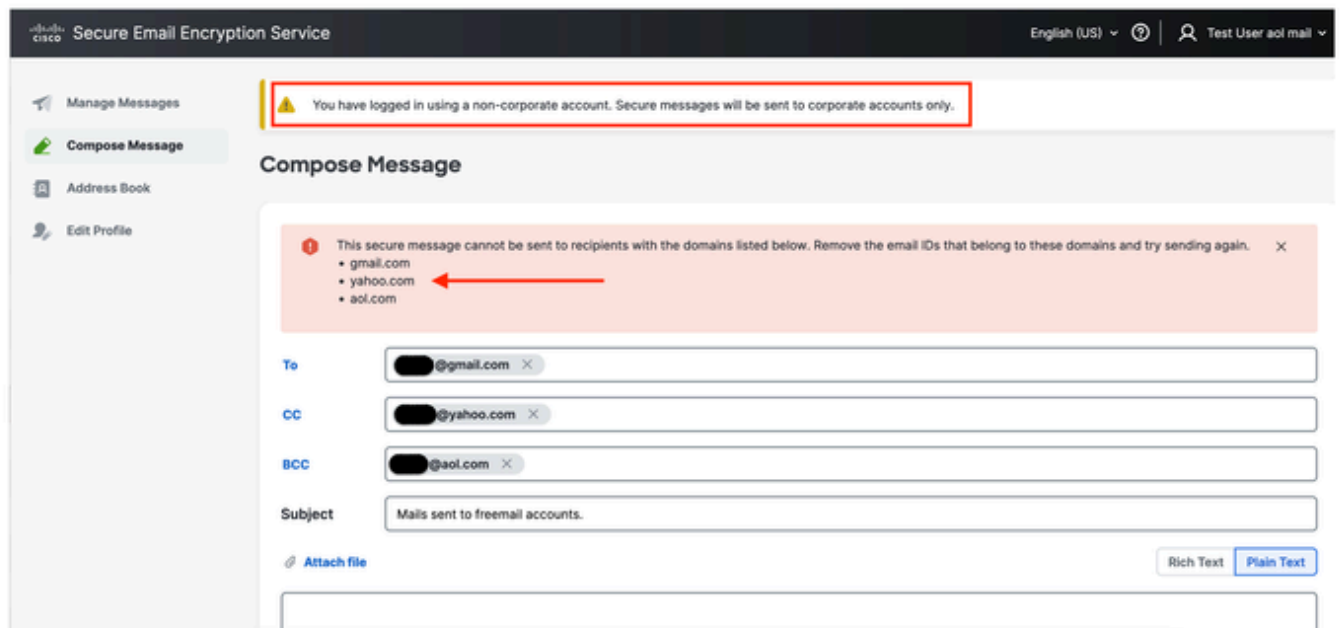 cisco Secure Email Encryption Service
English (US)
Test User aol mail
Manage Messages
Compose Message
Address Book
Edit Profile
You have logged in using a non-corporate account. Secure messages will be sent to corporate accounts only.
Compose Message
This secure message cannot be sent to recipients with the domains listed below. Remove the email IDs that belong to these domains and try sending again.
• gmail.com
• yahoo.com
• aol.com
To
@gmail.com
CC
@yahoo.com
BCC
@aol.com
Subject
Mails sent to freemail accounts.
Attach file
Rich Text
Plain Text